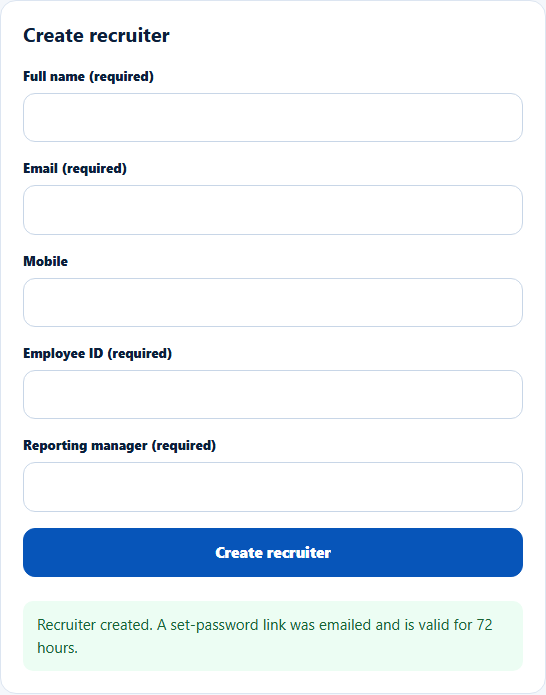 Create recruiter
Full name (required)
Email (required)
Mobile
Employee ID (required)
Reporting manager (required)
Create recruiter
Recruiter created. A set-password link was emailed and is valid for 72
hours.